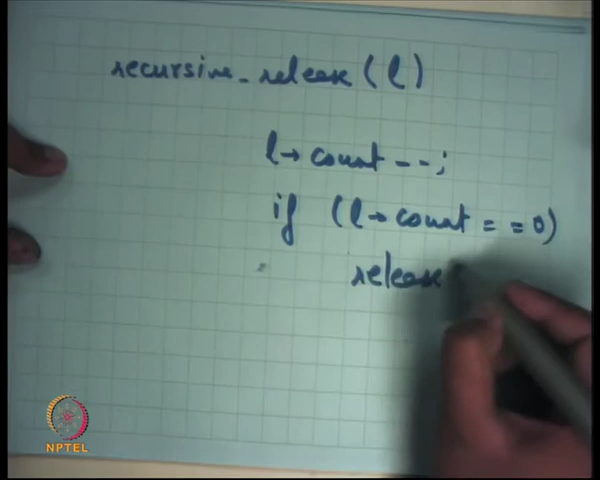 recursive_release (l)
l→count--;
if (l→count == 0)
release
NPTEL